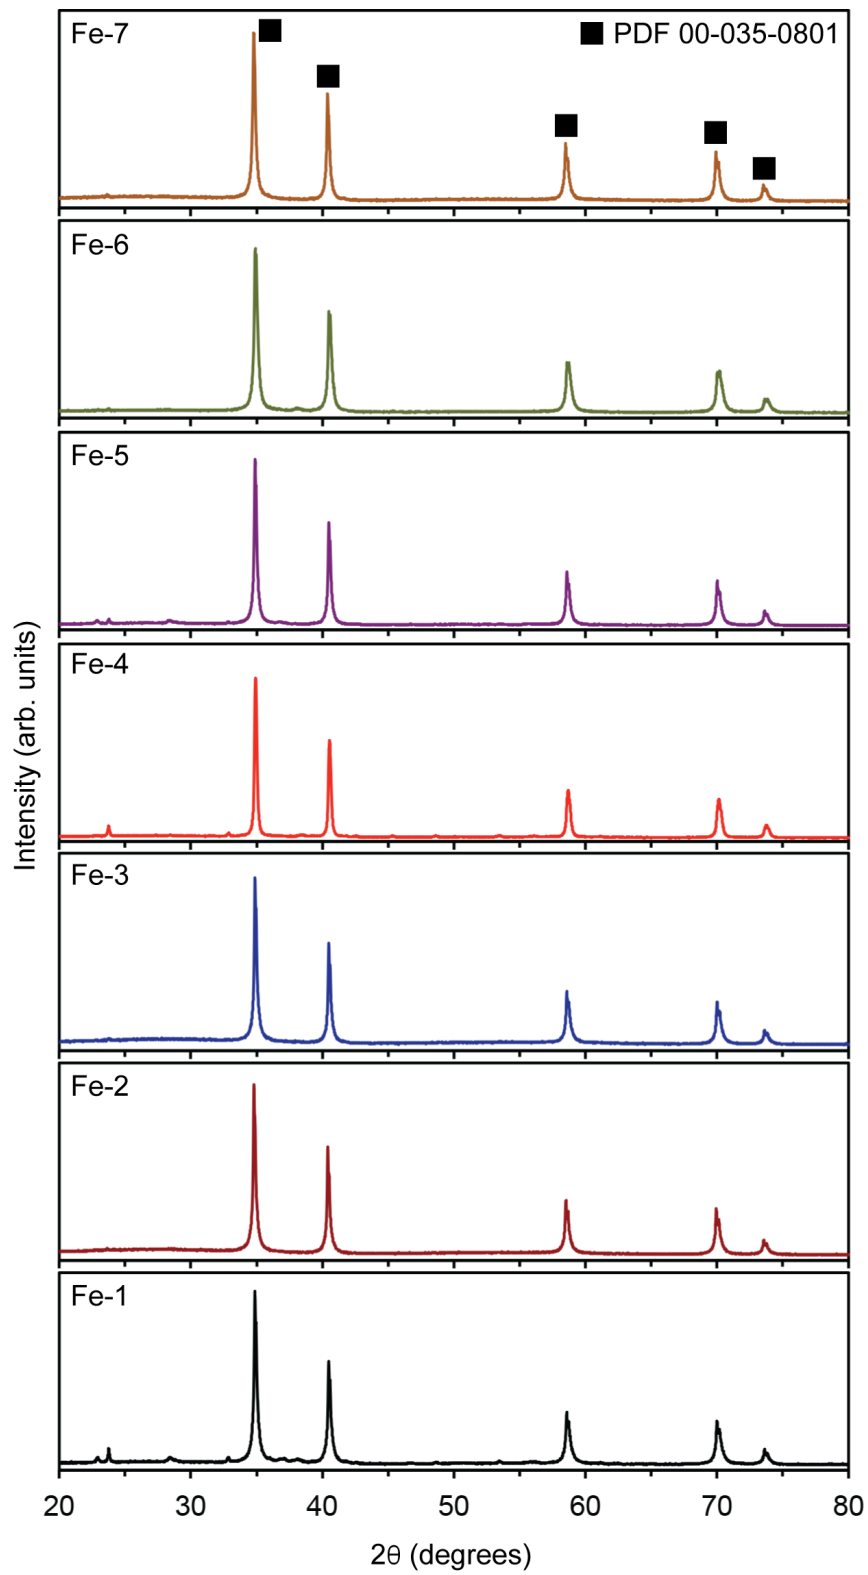 Fe-7
■ PDF 00-035-0801
Fe-6
Fe-5
Fe-4
Fe-3
Fe-2
Fe-1
Intensity (arb. units)
20 30 40 50 60 70 80
2θ (degrees)